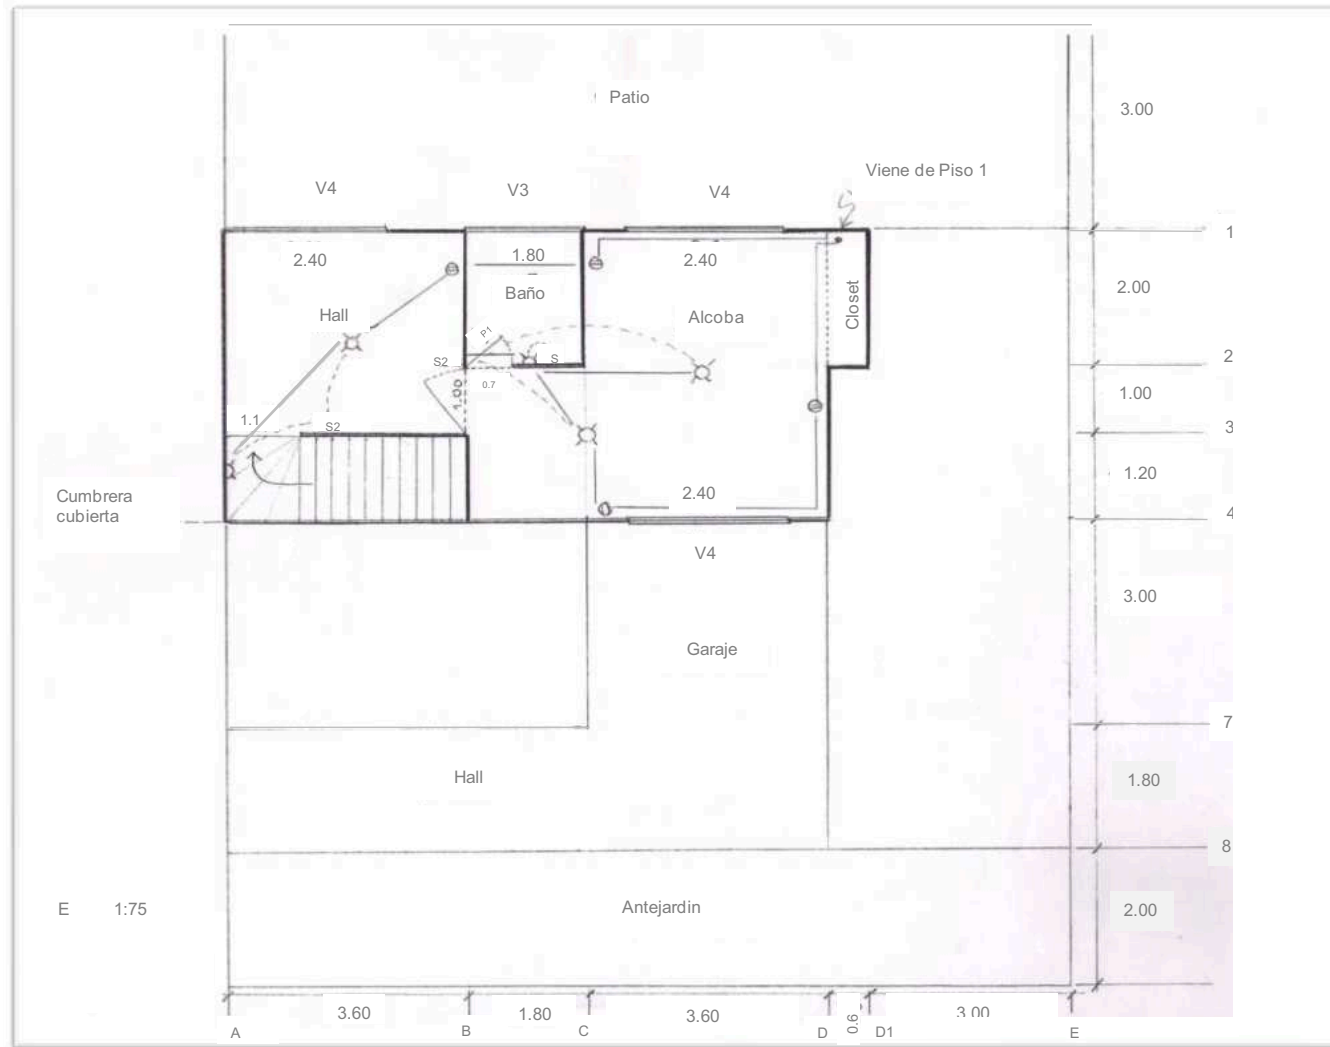 Patio
3.00
Viene de Piso 1
V4
V3
V4
1
2.40
1.80
2.40
2.00
Baño
Closet
Hall
Alcoba
P1
S2
S
2
0.7
1.00
1.00
1.1
S2
3
1.20
2.40
Cumbrera
cubierta
4
V4
3.00
Garaje
7
Hall
1.80
8
E 1:75
Antejardin
2.00
3.60
1.80
3.60
0.6
3.00
A
B
C
D
D1
E